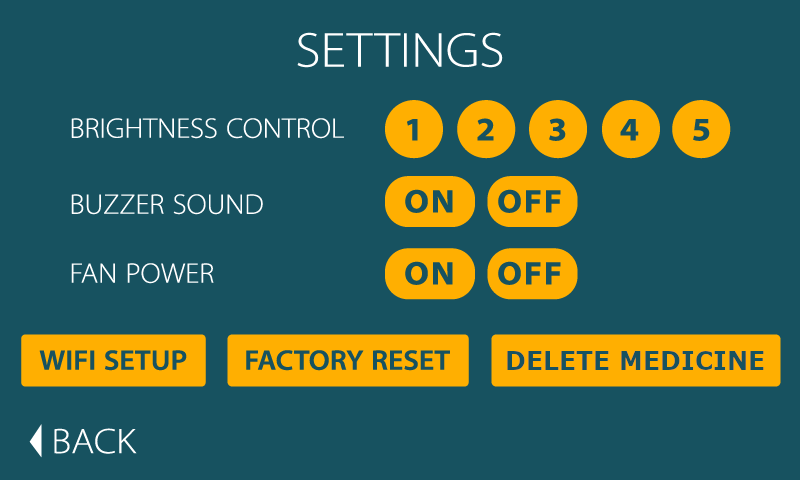 SETTINGS
BRIGHTNESS CONTROL 1 2 3 4 5
BUZZER SOUND ON OFF
FAN POWER ON OFF
WIFI SETUP FACTORY RESET DELETE MEDICINE
BACK